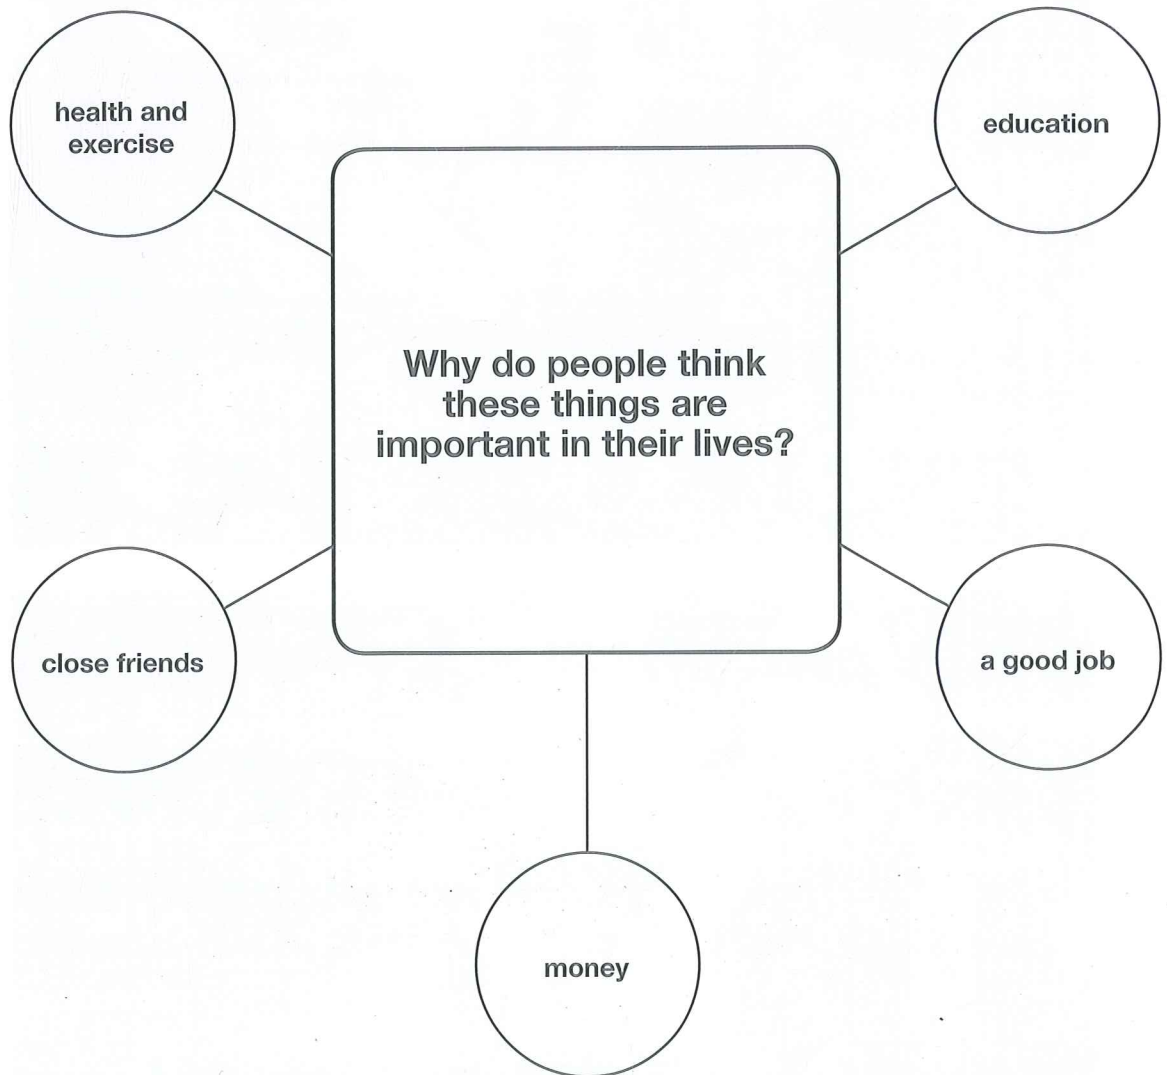 health and
exercise
education
Why do people think
these things are
important in their lives?
close friends
a good job
money